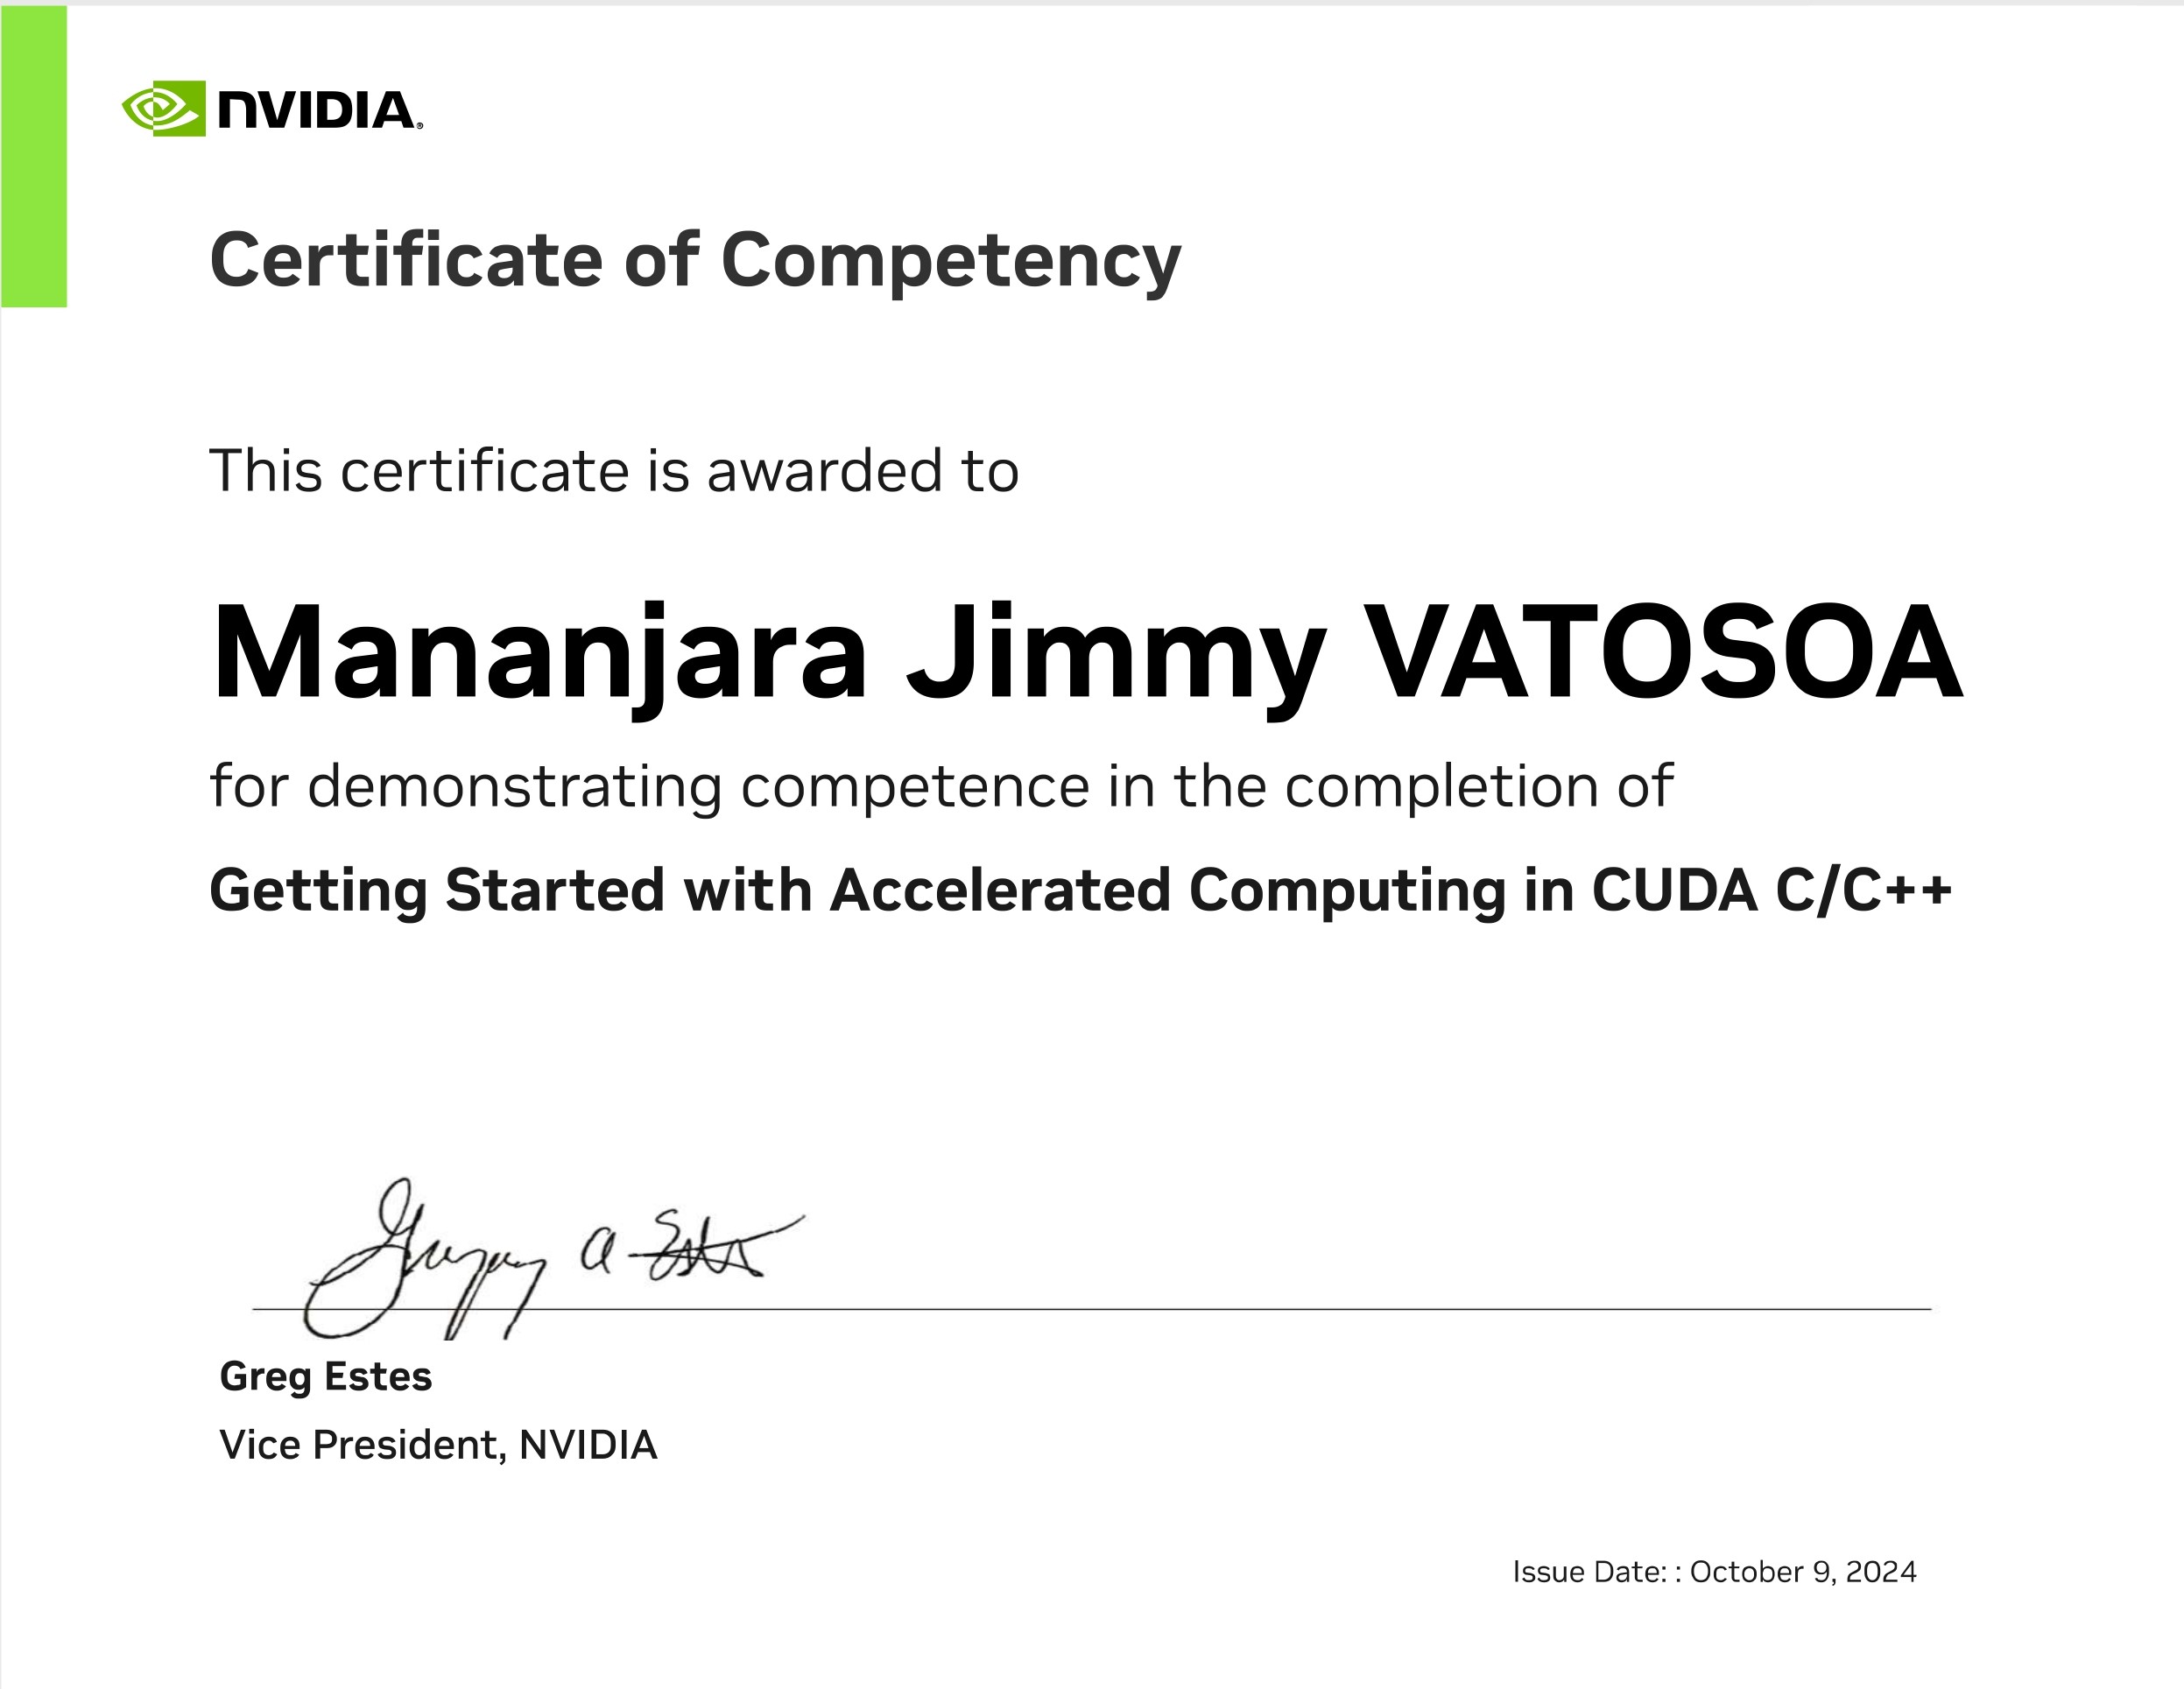 NVIDIA®
Certificate of Competency
This certificate is awarded to
Mananjara Jimmy VATOSOA
for demonstrating competence in the completion of
Getting Started with Accelerated Computing in CUDA C/C++
Gregory A Estes
Greg Estes
Vice President, NVIDIA
Issue Date: : October 9, 2024